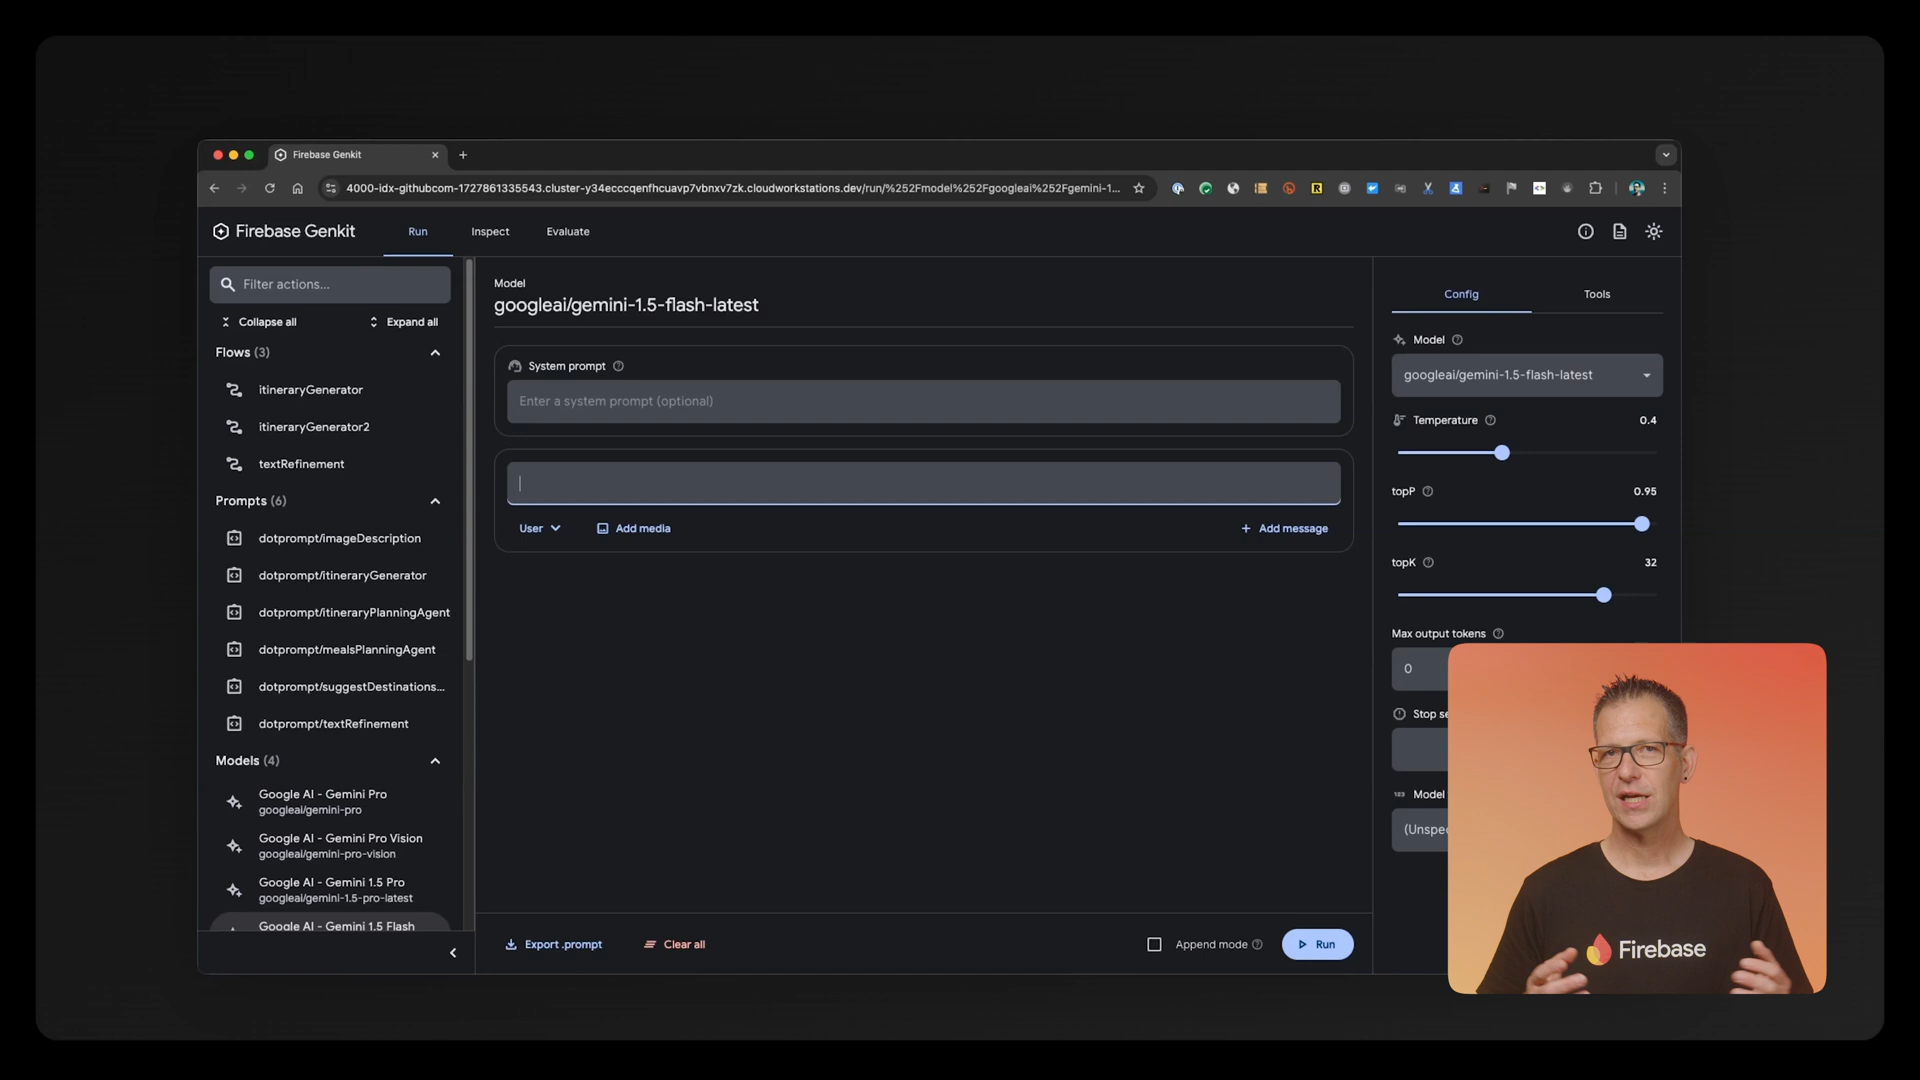 Firebase Genkit
4000-idx-githubcom-1727861335543.cluster-y34ecccqenfhcuavp7vbnxv7zk.cloudworkstations.dev/run/%252Fmodel%252Fgoogleai%252Fgemini-1...
Firebase Genkit
Run
Inspect
Evaluate
Filter actions...
Collapse all
Expand all
Flows (3)
itineraryGenerator
itineraryGenerator2
textRefinement
Prompts (6)
dotprompt/imageDescription
dotprompt/itineraryGenerator
dotprompt/itineraryPlanningAgent
dotprompt/mealsPlanningAgent
dotprompt/suggestDestinations...
dotprompt/textRefinement
Models (4)
Google AI - Gemini Pro
googleai/gemini-pro
Google AI - Gemini Pro Vision
googleai/gemini-pro-vision
Google AI - Gemini 1.5 Pro
googleai/gemini-1.5-pro-latest
Google AI - Gemini 1.5 Flash
Model
googleai/gemini-1.5-flash-latest
System prompt
Enter a system prompt (optional)
User
Add media
Add message
Export .prompt
Clear all
Append mode
Run
Config
Tools
Model
googleai/gemini-1.5-flash-latest
Temperature
0.4
topP
0.95
topK
32
Max output tokens
0
Stop se
Model
(Unspec
Firebase